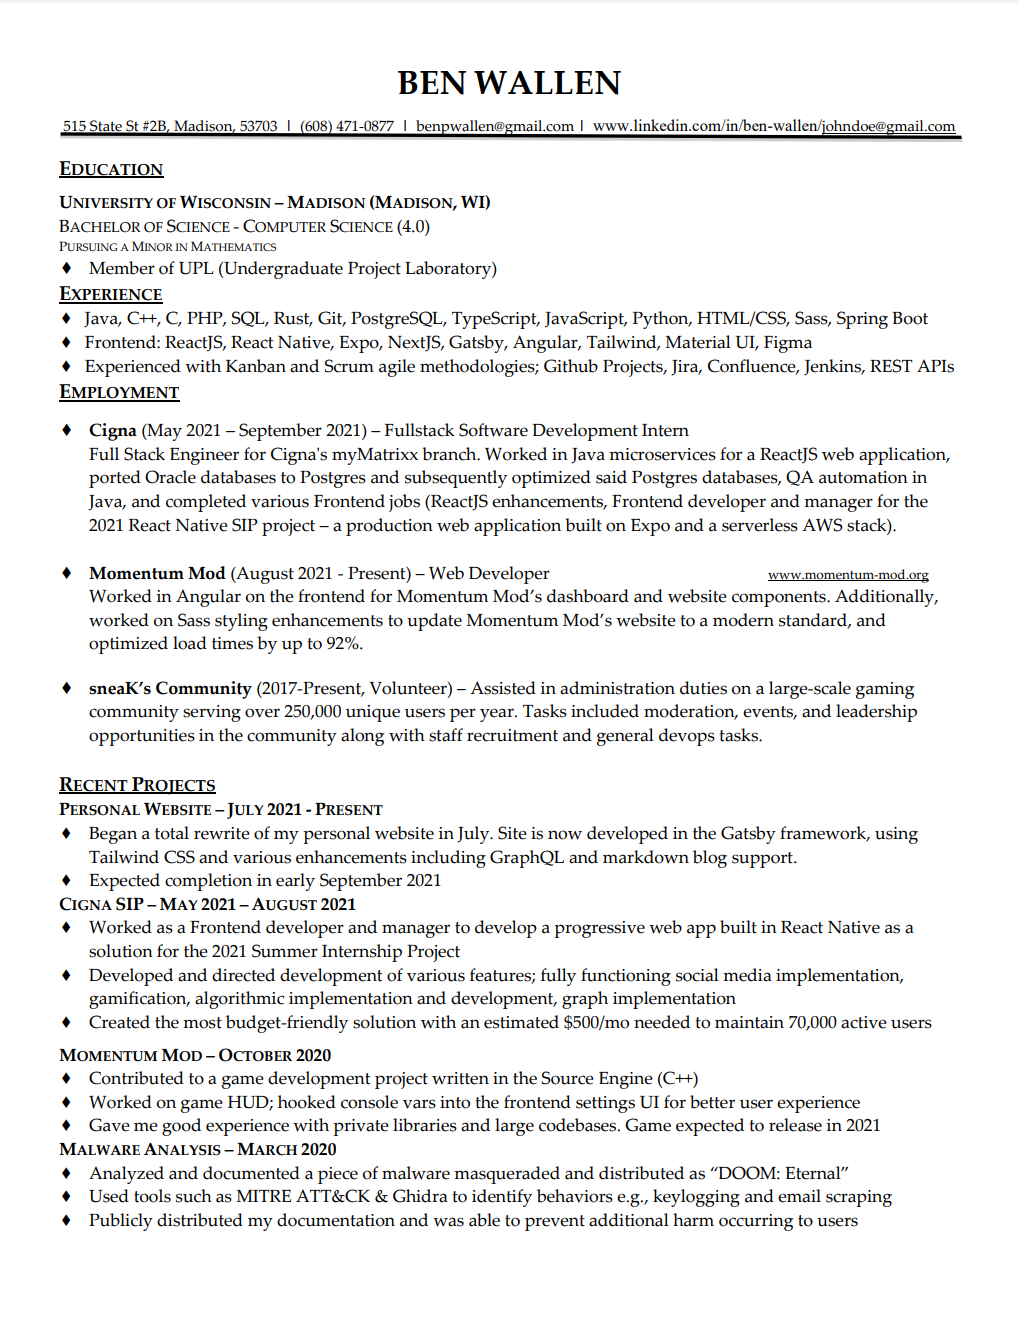 BEN WALLEN
515 State St #2B, Madison, 53703 | (608) 471-0877 | benpwallen@gmail.com | www.linkedin.com/in/ben-wallen/johndoe@gmail.com
EDUCATION
UNIVERSITY OF WISCONSIN – MADISON (MADISON, WI)
BACHELOR OF SCIENCE - COMPUTER SCIENCE (4.0)
PURSUING A MINOR IN MATHEMATICS
♦ Member of UPL (Undergraduate Project Laboratory)
EXPERIENCE
♦ Java, C++, C, PHP, SQL, Rust, Git, PostgreSQL, TypeScript, JavaScript, Python, HTML/CSS, Sass, Spring Boot
♦ Frontend: ReactJS, React Native, Expo, NextJS, Gatsby, Angular, Tailwind, Material UI, Figma
♦ Experienced with Kanban and Scrum agile methodologies; Github Projects, Jira, Confluence, Jenkins, REST APIs
EMPLOYMENT
♦ Cigna (May 2021 – September 2021) – Fullstack Software Development Intern
Full Stack Engineer for Cigna's myMatrixx branch. Worked in Java microservices for a ReactJS web application,
ported Oracle databases to Postgres and subsequently optimized said Postgres databases, QA automation in
Java, and completed various Frontend jobs (ReactJS enhancements, Frontend developer and manager for the
2021 React Native SIP project – a production web application built on Expo and a serverless AWS stack).
♦ Momentum Mod (August 2021 - Present) – Web Developer www.momentum-mod.org
Worked in Angular on the frontend for Momentum Mod’s dashboard and website components. Additionally,
worked on Sass styling enhancements to update Momentum Mod’s website to a modern standard, and
optimized load times by up to 92%.
♦ sneaK’s Community (2017-Present, Volunteer) – Assisted in administration duties on a large-scale gaming
community serving over 250,000 unique users per year. Tasks included moderation, events, and leadership
opportunities in the community along with staff recruitment and general devops tasks.
RECENT PROJECTS
PERSONAL WEBSITE – JULY 2021 - PRESENT
♦ Began a total rewrite of my personal website in July. Site is now developed in the Gatsby framework, using
Tailwind CSS and various enhancements including GraphQL and markdown blog support.
♦ Expected completion in early September 2021
CIGNA SIP – MAY 2021 – AUGUST 2021
♦ Worked as a Frontend developer and manager to develop a progressive web app built in React Native as a
solution for the 2021 Summer Internship Project
♦ Developed and directed development of various features; fully functioning social media implementation,
gamification, algorithmic implementation and development, graph implementation
♦ Created the most budget-friendly solution with an estimated $500/mo needed to maintain 70,000 active users
MOMENTUM MOD – OCTOBER 2020
♦ Contributed to a game development project written in the Source Engine (C++)
♦ Worked on game HUD; hooked console vars into the frontend settings UI for better user experience
♦ Gave me good experience with private libraries and large codebases. Game expected to release in 2021
MALWARE ANALYSIS – MARCH 2020
♦ Analyzed and documented a piece of malware masqueraded and distributed as “DOOM: Eternal”
♦ Used tools such as MITRE ATT&CK & Ghidra to identify behaviors e.g., keylogging and email scraping
♦ Publicly distributed my documentation and was able to prevent additional harm occurring to users